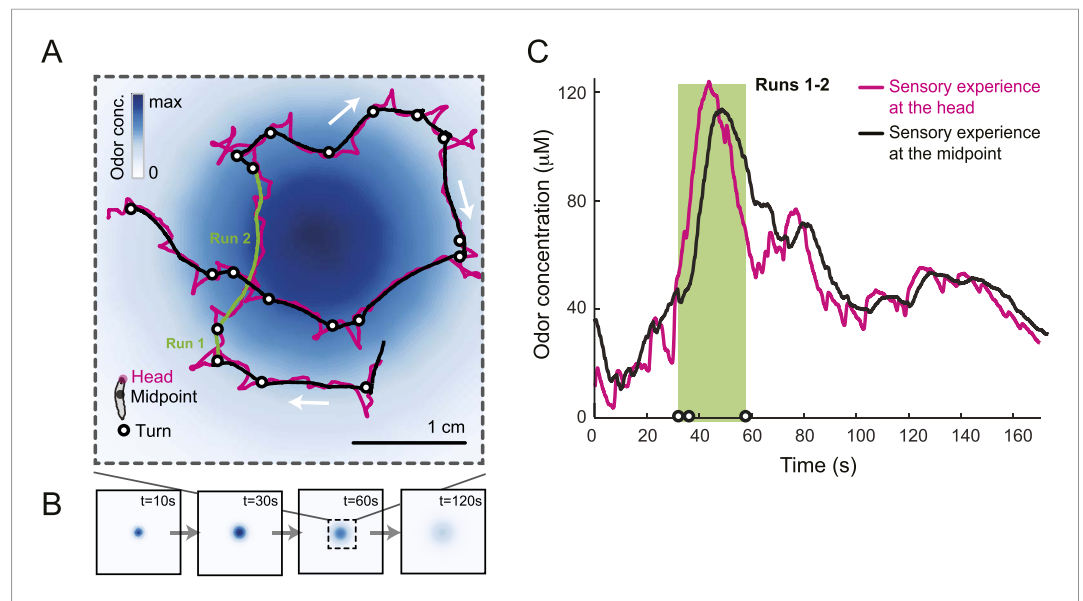 A
Odor conc.
max
0
Run 2
Run 1
Head
Midpoint
Turn
1 cm
B
t=10s
t=30s
t=60s
t=120s
C
Runs 1-2
Sensory experience
at the head
Sensory experience
at the midpoint
Odor concentration (μM)
120
80
40
0
0 20 40 60 80 100 120 140 160
Time (s)